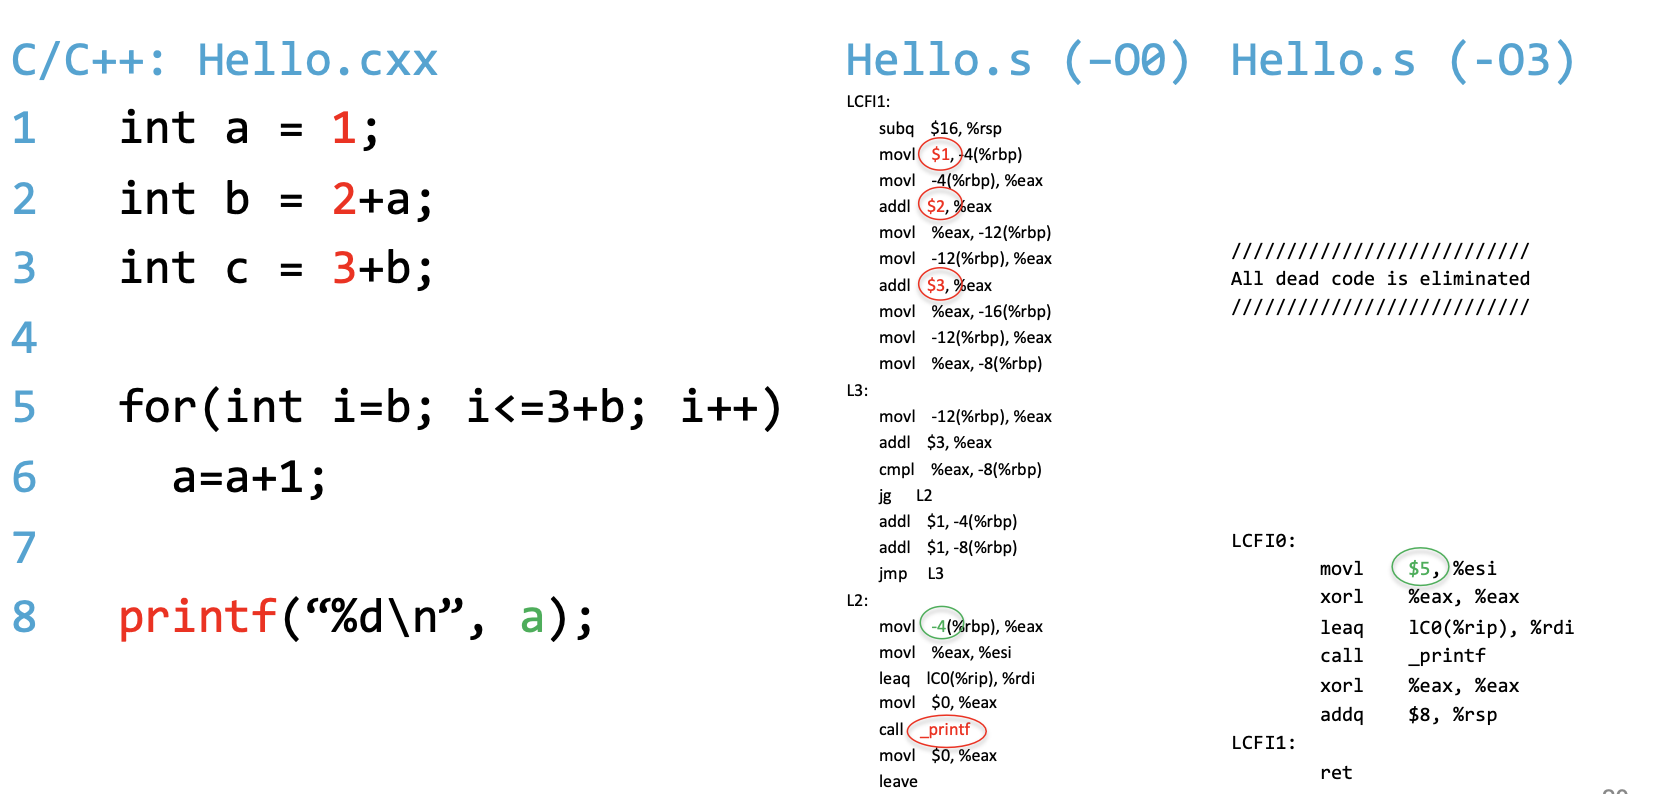 C/C++: Hello.cxx
1 int a = 1;
2 int b = 2+a;
3 int c = 3+b;
4
5 for(int i=b; i<=3+b; i++)
6 a=a+1;
7
8 printf(“%d\n”, a);
Hello.s (–O0)
LCFI1:
subq $16, %rsp
movl $1, -4(%rbp)
movl -4(%rbp), %eax
addl $2, %eax
movl %eax, -12(%rbp)
movl -12(%rbp), %eax
addl $3, %eax
movl %eax, -16(%rbp)
movl -12(%rbp), %eax
movl %eax, -8(%rbp)
L3:
movl -12(%rbp), %eax
addl $3, %eax
cmpl %eax, -8(%rbp)
jg L2
addl $1, -4(%rbp)
addl $1, -8(%rbp)
jmp L3
L2:
movl -4(%rbp), %eax
movl %eax, %esi
leaq lC0(%rip), %rdi
movl $0, %eax
call _printf
movl $0, %eax
leave
Hello.s (-O3)
///////////////////////////
All dead code is eliminated
///////////////////////////
LCFI0:
movl $5, %esi
xorl %eax, %eax
leaq lC0(%rip), %rdi
call _printf
xorl %eax, %eax
addq $8, %rsp
LCFI1:
ret